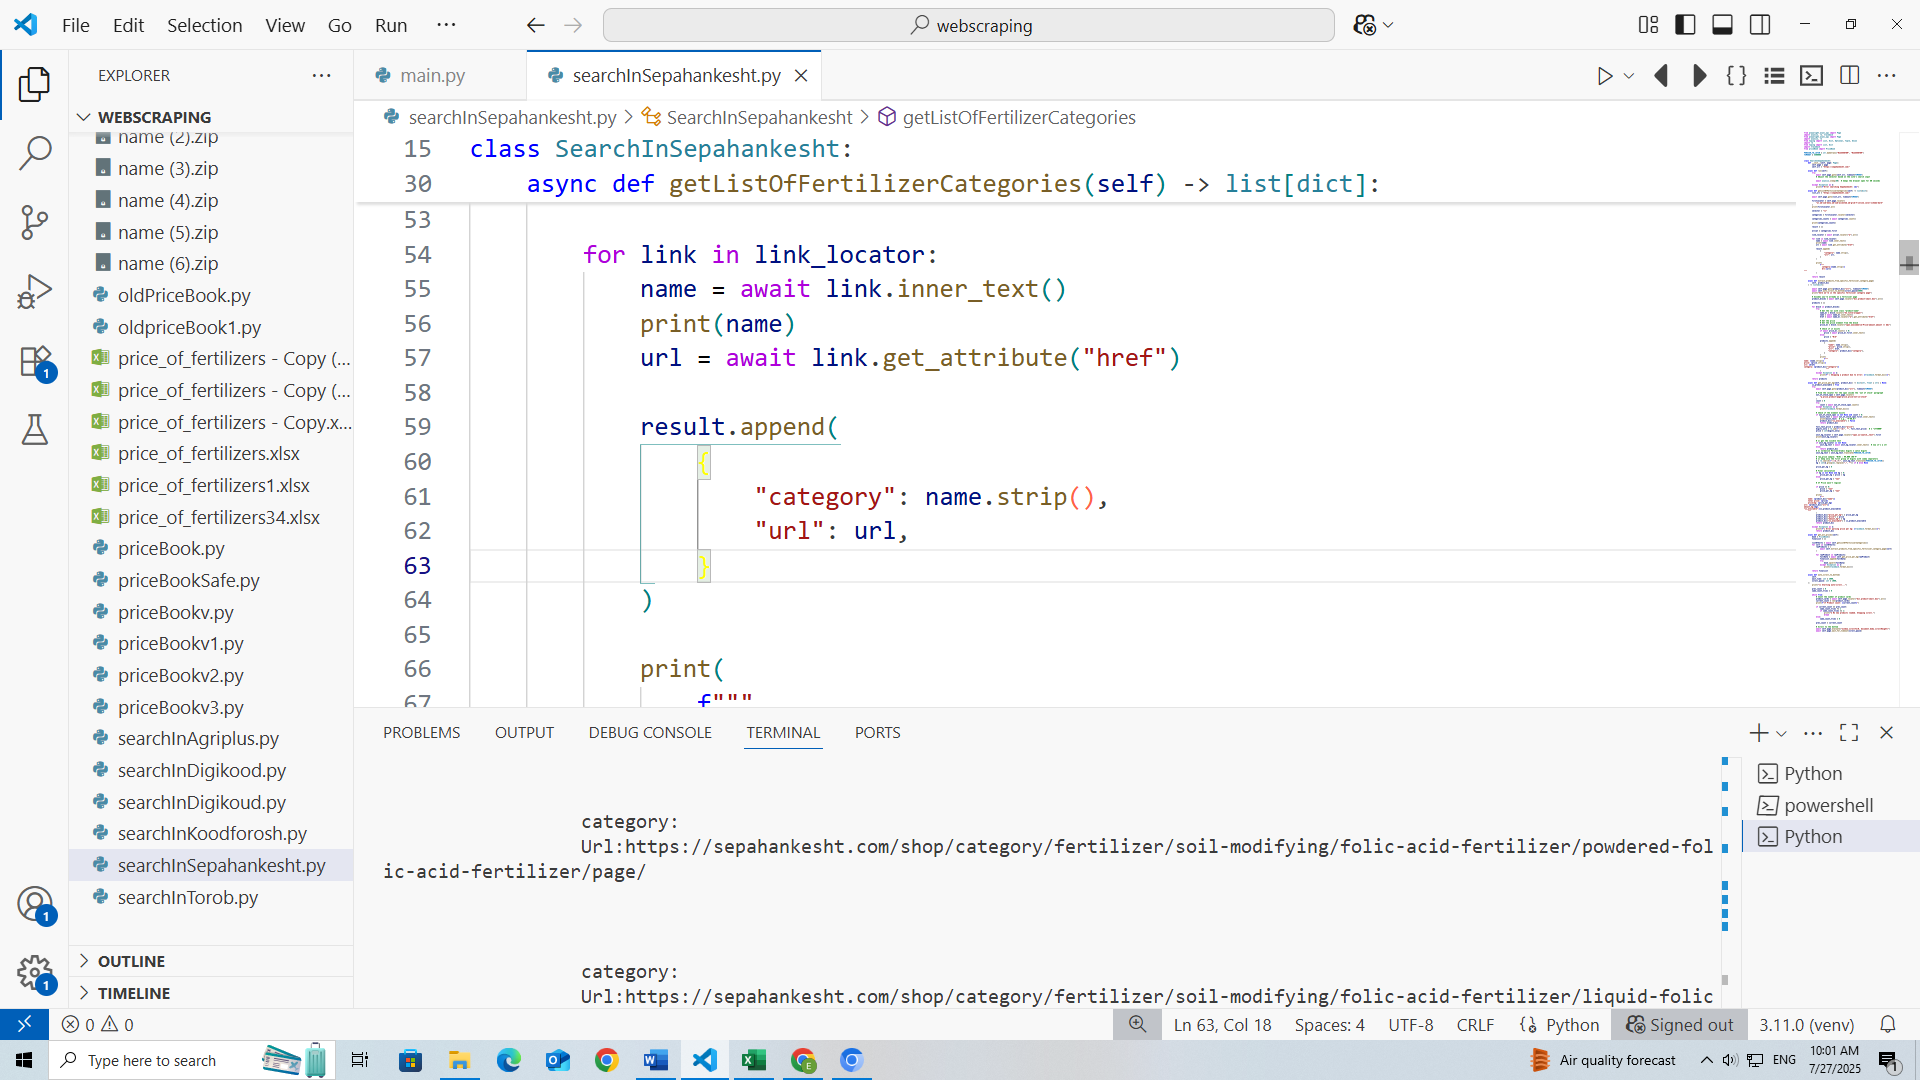 File Edit Selection View Go Run ···
webscraping
EXPLORER
main.py
searchInSepahankesht.py
WEBSCRAPING
name (2).zip
name (3).zip
name (4).zip
name (5).zip
name (6).zip
oldPriceBook.py
oldpriceBook1.py
price_of_fertilizers - Copy (...
price_of_fertilizers - Copy (...
price_of_fertilizers - Copy.x...
price_of_fertilizers.xlsx
price_of_fertilizers1.xlsx
price_of_fertilizers34.xlsx
priceBook.py
priceBookSafe.py
priceBookv.py
priceBookv1.py
priceBookv2.py
priceBookv3.py
searchInAgriplus.py
searchInDigikood.py
searchInDigikoud.py
searchInKoodforosh.py
searchInSepahankesht.py
searchInTorob.py
OUTLINE
TIMELINE
searchInSepahankesht.py > SearchInSepahankesht > getListOfFertilizerCategories
15 class SearchInSepahankesht:
30 async def getListOfFertilizerCategories(self) -> list[dict]:
53
54 for link in link_locator:
55 name = await link.inner_text()
56 print(name)
57 url = await link.get_attribute("href")
58
59 result.append(
60 {
61 "category": name.strip(),
62 "url": url,
63 }
64 )
65
66 print(
67 f"""
PROBLEMS OUTPUT DEBUG CONSOLE TERMINAL PORTS
category:
Url:https://sepahankesht.com/shop/category/fertilizer/soil-modifying/folic-acid-fertilizer/powdered-fol
ic-acid-fertilizer/page/
category:
Url:https://sepahankesht.com/shop/category/fertilizer/soil-modifying/folic-acid-fertilizer/liquid-folic
Python
powershell
Python
1
1
1
0 0
Ln 63, Col 18 Spaces: 4 UTF-8 CRLF {} Python Signed out 3.11.0 (venv)
Type here to search
Air quality forecast
ENG
10:01 AM
7/27/2025
1